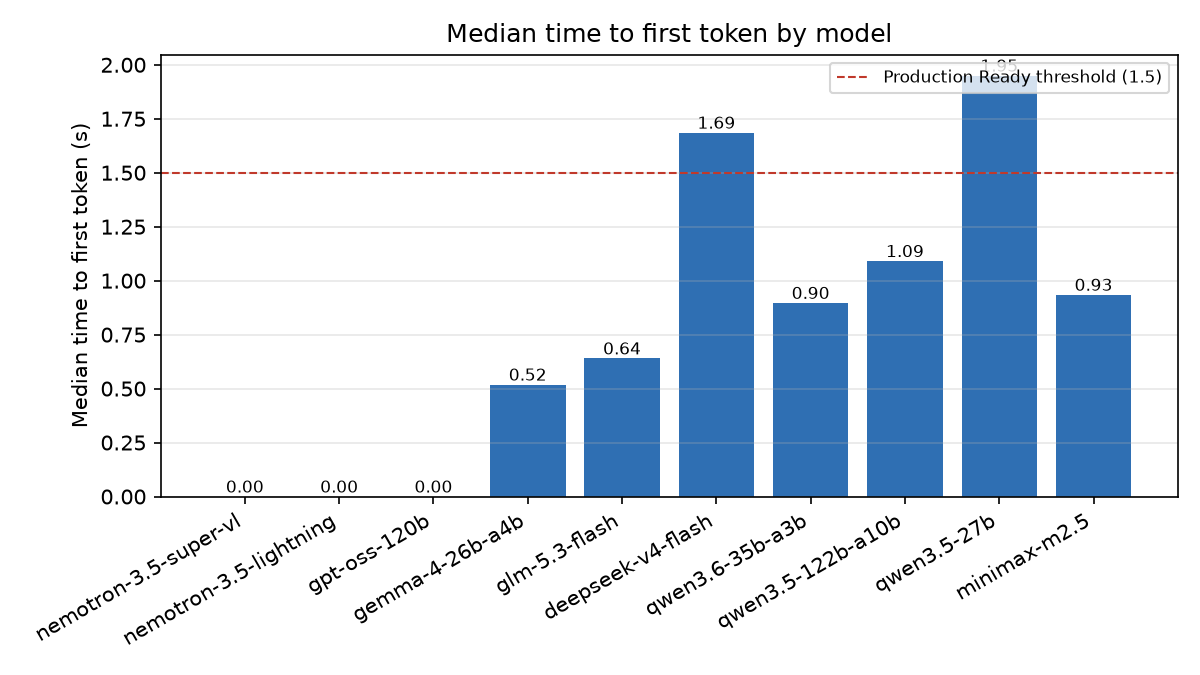 Median time to first token by model
Median time to first token (s)
2.00
1.75
1.50
1.25
1.00
0.75
0.50
0.25
0.00
Production Ready threshold (1.5)
0.00
0.00
0.00
0.52
0.64
1.69
0.90
1.09
1.95
0.93
nemotron-3.5-super-vl
nemotron-3.5-lightning
gpt-oss-120b
gemma-4-26b-a4b
glm-5.3-flash
deepseek-v4-flash
qwen3.6-35b-a3b
qwen3.5-122b-a10b
qwen3.5-27b
minimax-m2.5